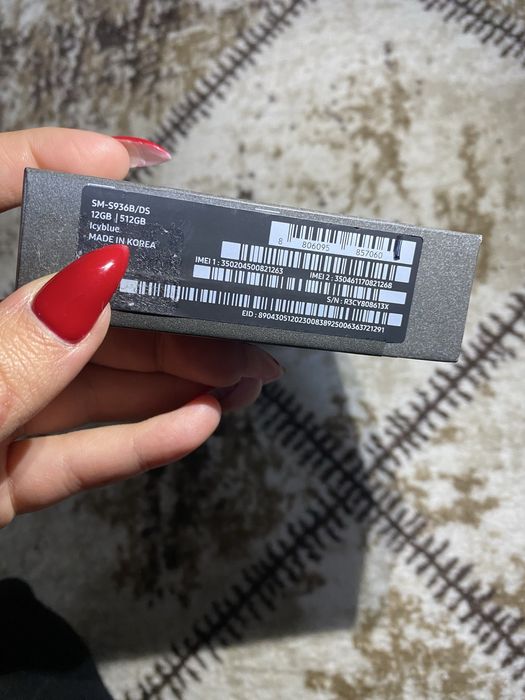 SM-S936B/DS
12GB | 512GB
Icyblue
MADE IN KOREA
8 806095 857060
IMEI 1 : 350204500821263
IMEI 2 : 350461170821268
S/N : R3CY808613X
EID : 89043051202300838925006363721291